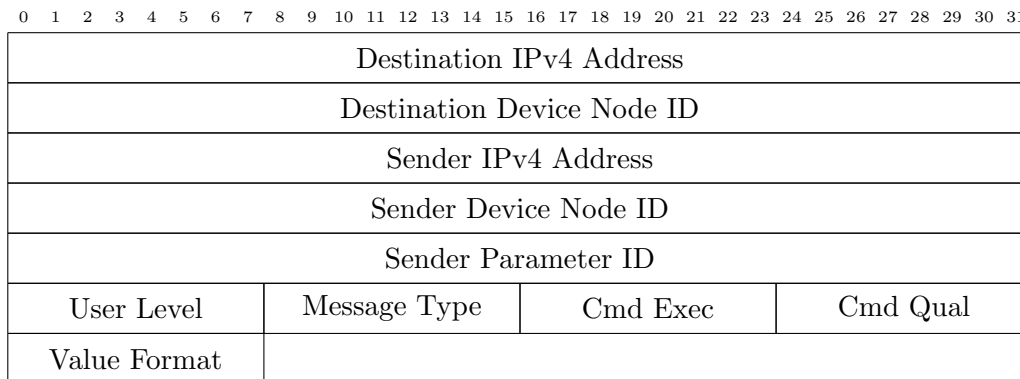 0 1 2 3 4 5 6 7 8 9 10 11 12 13 14 15 16 17 18 19 20 21 22 23 24 25 26 27 28 29 30 31
Destination IPv4 Address
Destination Device Node ID
Sender IPv4 Address
Sender Device Node ID
Sender Parameter ID
User Level Message Type Cmd Exec Cmd Qual
Value Format